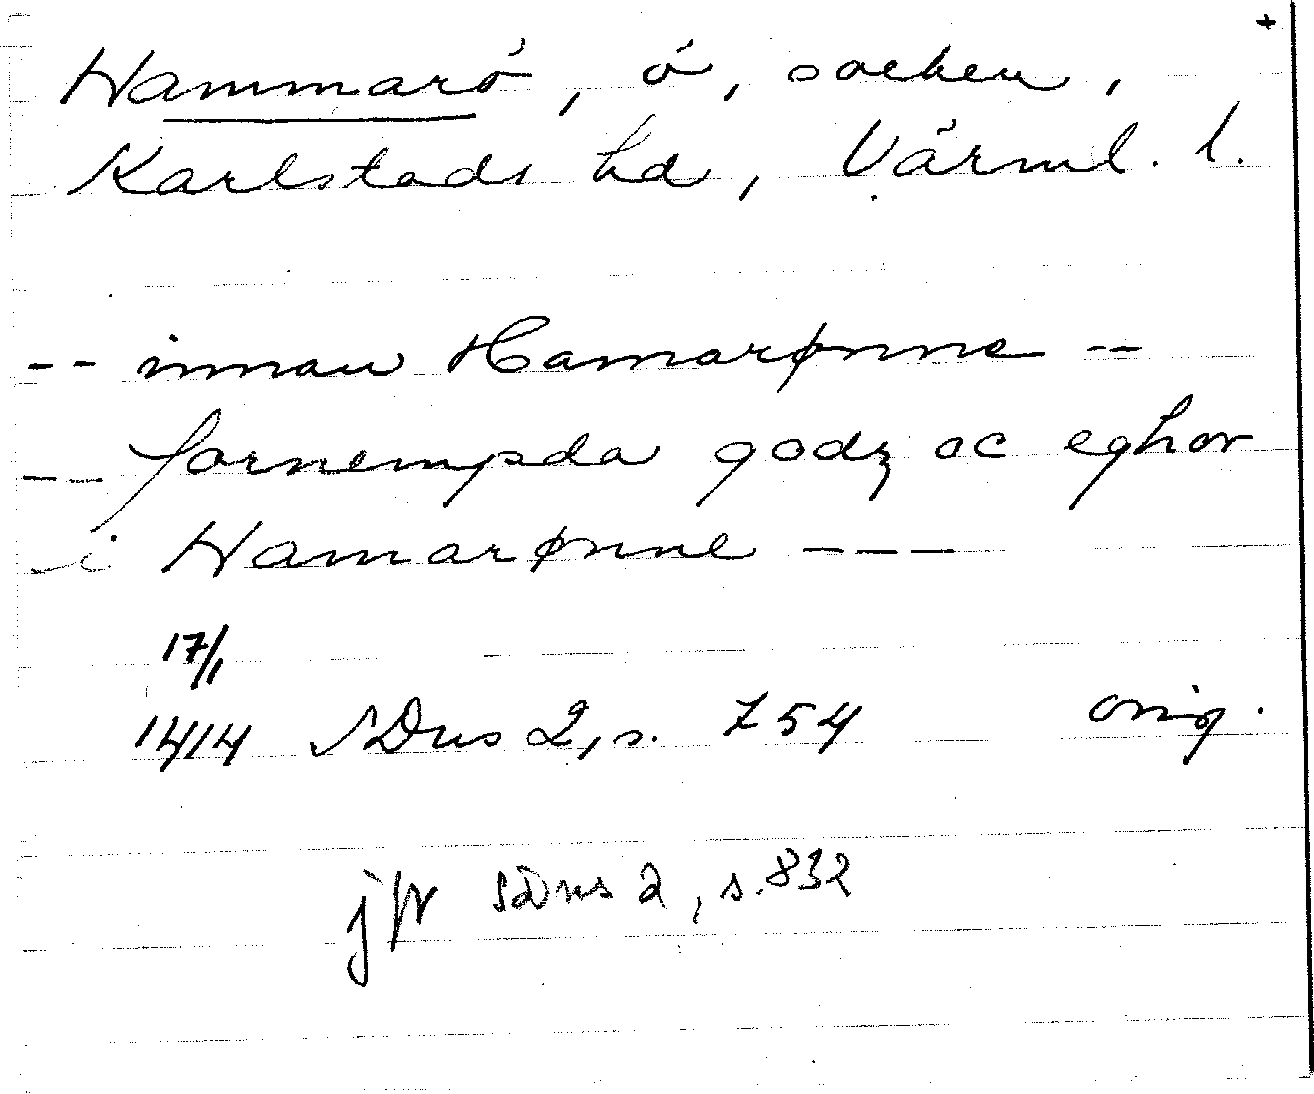 +
Hammarö, ö, socken,
Karlstads hd, Värml. l.
-- innan Hamarønne --
-- fornempda godz oc eghor
i Hamarønne ---
17/1
1414 SDns 2, s. 754 orig.
jfr SDns 2, s. 832